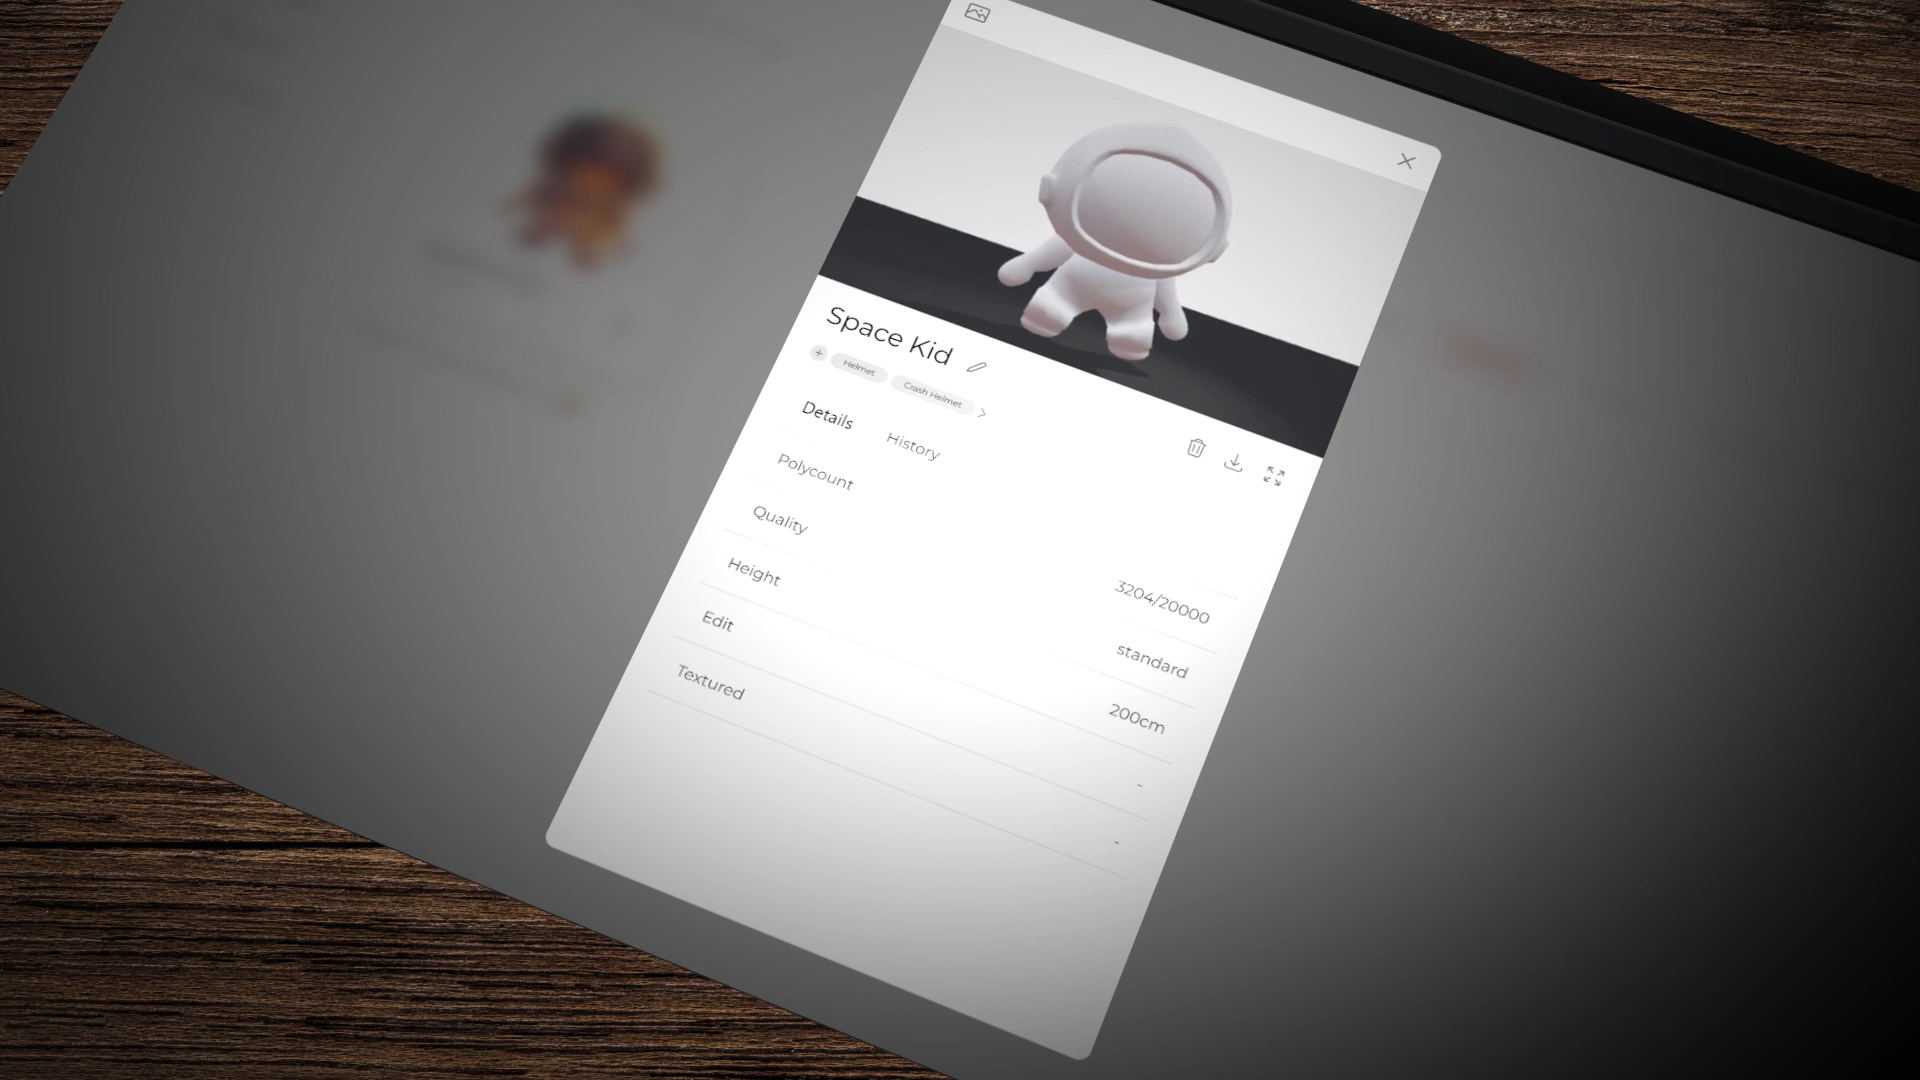 Space Kid
Helmet
Crash Helmet
Details
History
Polycount
3204/20000
Quality
standard
Height
200cm
Edit
-
Textured
-